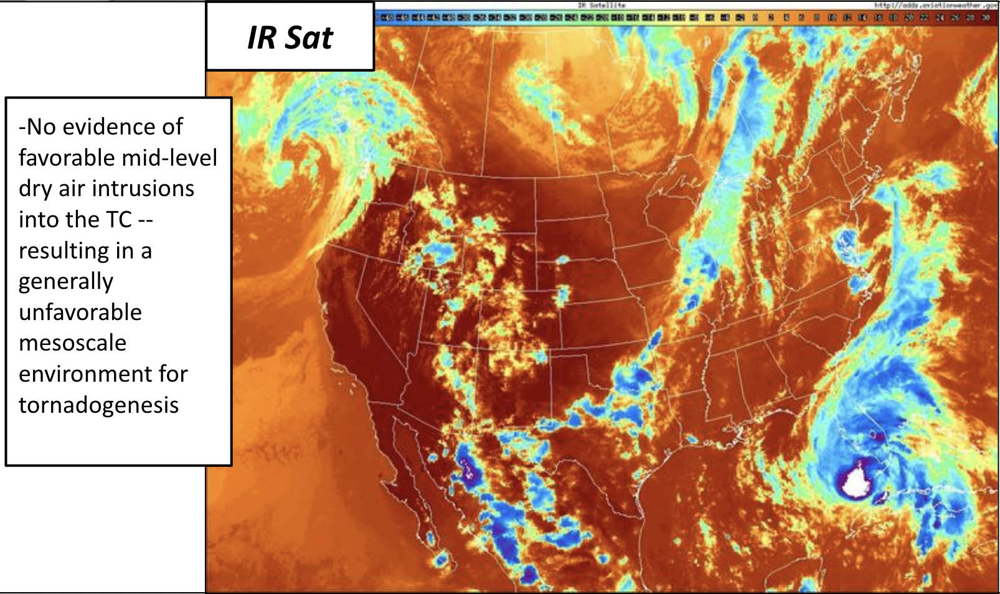 IR Satellite
http://adds.aviationweather.gov
IR Sat
-No evidence of
favorable mid-level
dry air intrusions
into the TC --
resulting in a
generally
unfavorable
mesoscale
environment for
tornadogenesis